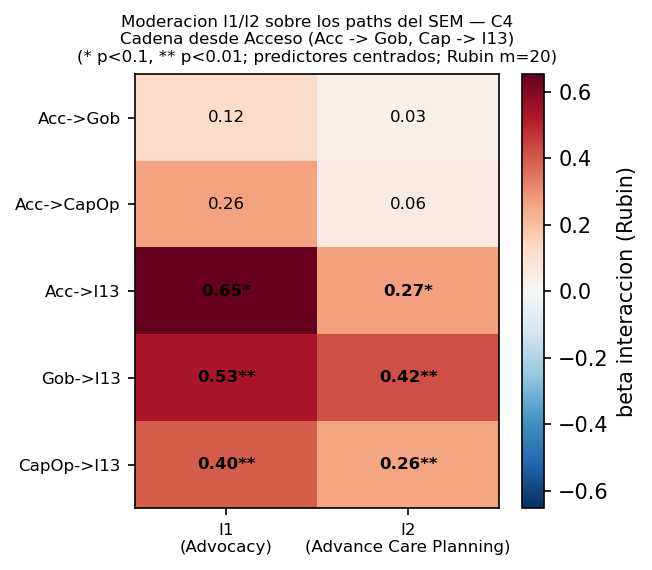 Moderacion I1/I2 sobre los paths del SEM — C4
Cadena desde Acceso (Acc -> Gob, Cap -> I13)
(* p<0.1, ** p<0.01; predictores centrados; Rubin m=20)
Acc->Gob
0.12
0.03
Acc->CapOp
0.26
0.06
Acc->I13
0.65*
0.27*
Gob->I13
0.53**
0.42**
CapOp->I13
0.40**
0.26**
I1
(Advocacy)
I2
(Advance Care Planning)
0.6
0.4
0.2
0.0
−0.2
−0.4
−0.6
beta interaccion (Rubin)